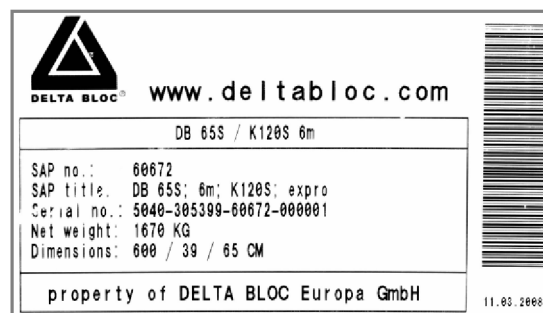 DELTA BLOC®
www.deltabloc.com
DB 65S / K120S 6m
SAP no.: 60672
SAP title. DB 65S; 6m; K120S; expro
Serial no.: 5040-305399-60672-000001
Net weight: 1670 KG
Dimensions: 600 / 39 / 65 CM
property of DELTA BLOC Europa GmbH
11.03.2008